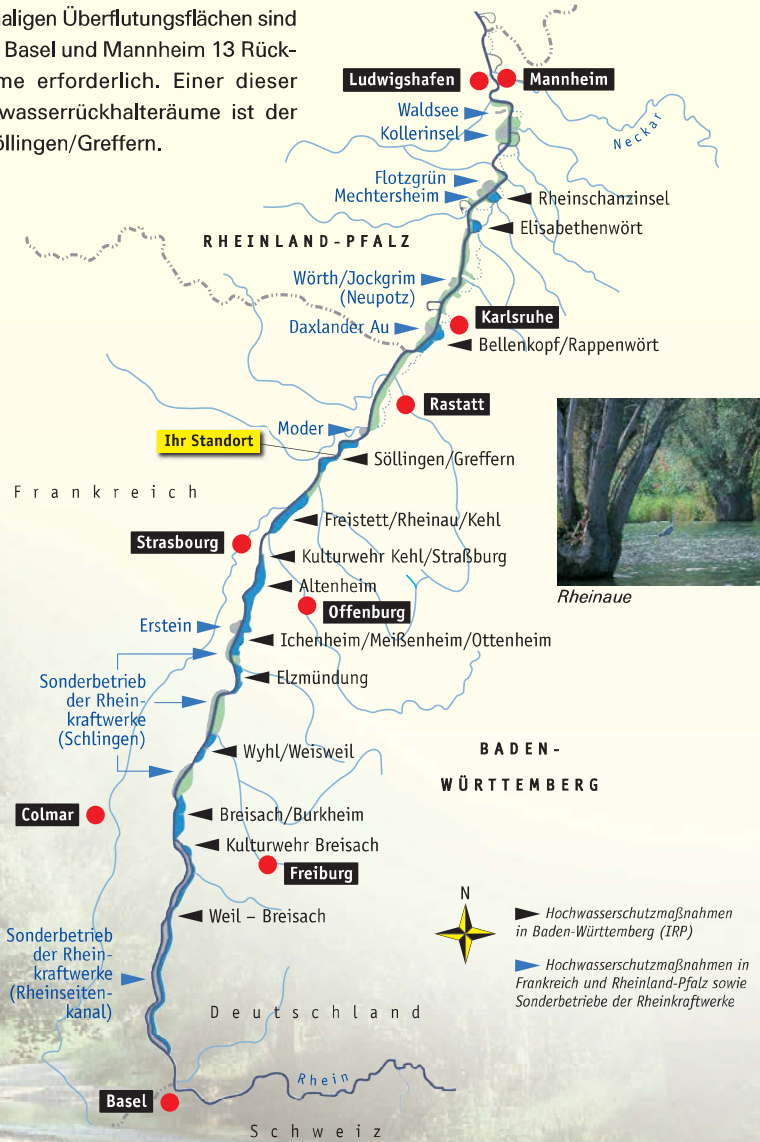 naligen Überflutungsflächen sind
Basel und Mannheim 13 Rück-
me erforderlich. Einer dieser
wasserrückhalteräume ist der
öllingen/Greffern.
Ludwigshafen
Mannheim
Waldsee
Kollerinsel
Neckar
Flotzgrün
Mechtersheim
Rheinschanzinsel
Elisabethenwört
RHEINLAND-PFALZ
Wörth/Jockgrim
(Neupotz)
Karlsruhe
Daxlander Au
Bellenkopf/Rappenwört
Rastatt
Moder
Ihr Standort
Söllingen/Greffern
Frankreich
Freistett/Rheinau/Kehl
Strasbourg
Kulturwehr Kehl/Straßburg
Altenheim
Offenburg
Rheinaue
Erstein
Ichenheim/Meißenheim/Ottenheim
Elzmündung
Sonderbetrieb
der Rhein-
kraftwerke
(Schlingen)
Wyhl/Weisweil
BADEN-
WÜRTTEMBERG
Colmar
Breisach/Burkheim
Kulturwehr Breisach
Freiburg
Weil – Breisach
N
Hochwasserschutzmaßnahmen
in Baden-Württemberg (IRP)
Hochwasserschutzmaßnahmen in
Frankreich und Rheinland-Pfalz sowie
Sonderbetriebe der Rheinkraftwerke
Sonderbetrieb
der Rhein-
kraftwerke
(Rheinseiten-
kanal)
Deutschland
Rhein
Basel
Schweiz